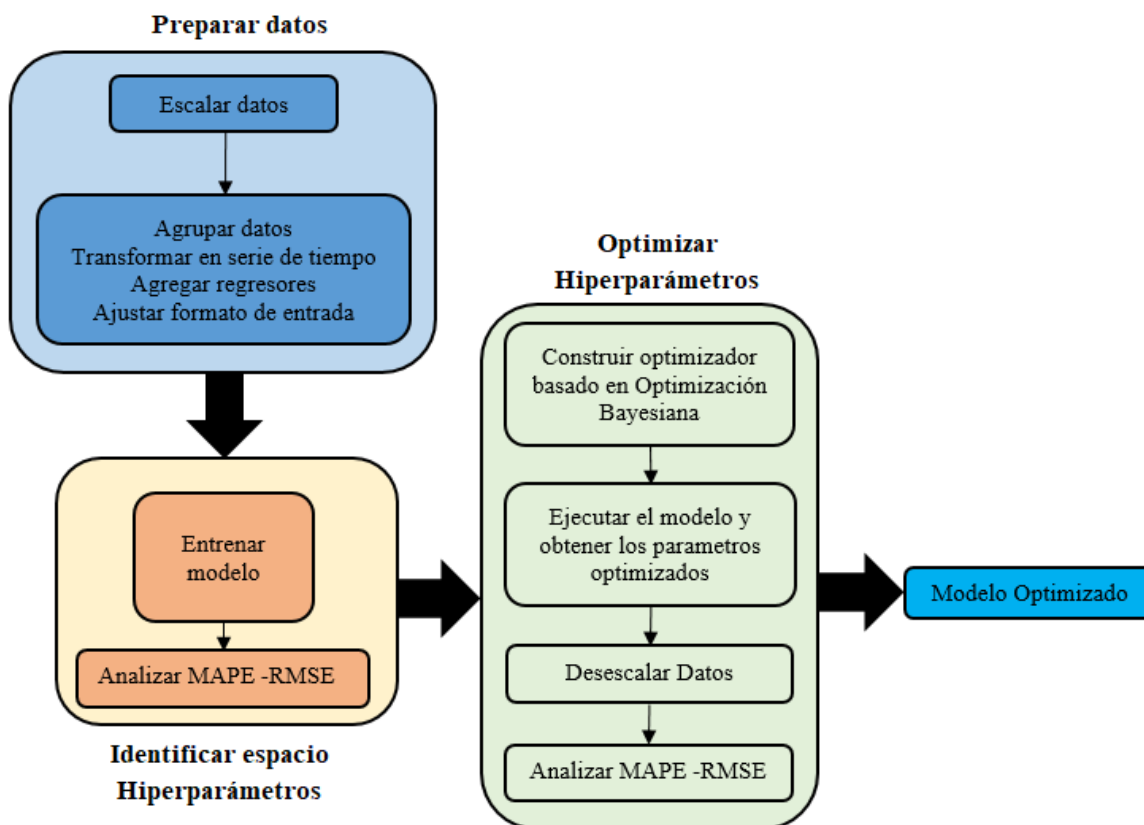 Preparar datos
Escalar datos
Agrupar datos
Transformar en serie de tiempo
Agregar regresores
Ajustar formato de entrada
Entrenar
modelo
Analizar MAPE -RMSE
Identificar espacio
Hiperparámetros
Optimizar
Hiperparámetros
Construir optimizador
basado en Optimización
Bayesiana
Ejecutar el modelo y
obtener los parametros
optimizados
Desescalar Datos
Analizar MAPE -RMSE
Modelo Optimizado